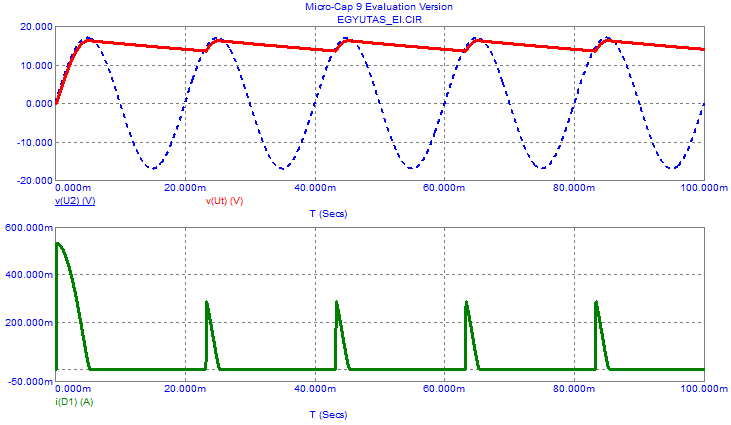 Micro-Cap 9 Evaluation Version
EGYUTAS_EI.CIR
20.000
10.000
0.000
-10.000
-20.000
0.000m 20.000m 40.000m 60.000m 80.000m 100.000m
v(U2) (V) v(Ut) (V)
T (Secs)
600.000m
400.000m
200.000m
-50.000m
0.000m 20.000m 40.000m 60.000m 80.000m 100.000m
i(D1) (A)
T (Secs)